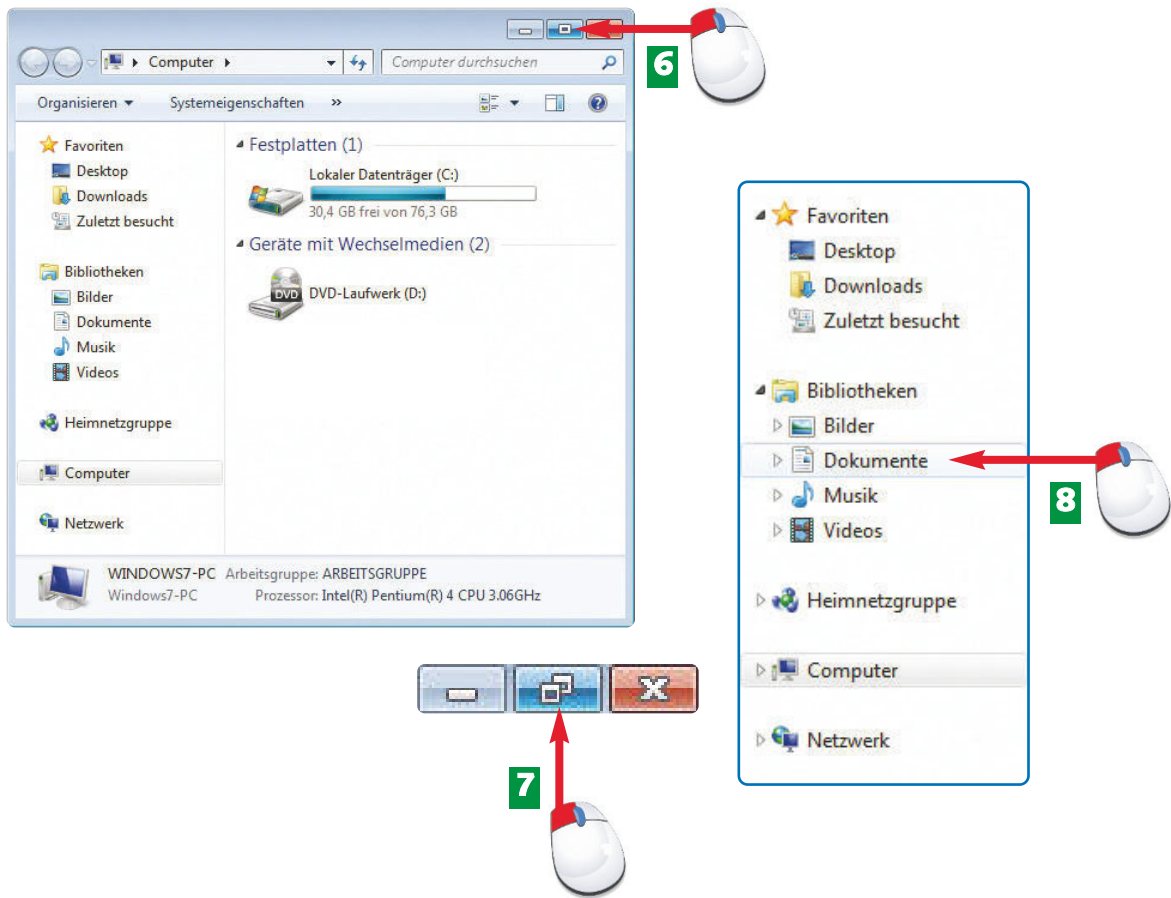 6
Computer
Computer durchsuchen
Organisieren
Systemeigenschaften
»
Favoriten
Desktop
Downloads
Zuletzt besucht
Bibliotheken
Bilder
Dokumente
Musik
Videos
Heimnetzgruppe
Computer
Netzwerk
Festplatten (1)
Lokaler Datenträger (C:)
30,4 GB frei von 76,3 GB
Geräte mit Wechselmedien (2)
DVD
DVD-Laufwerk (D:)
WINDOWS7-PC Arbeitsgruppe: ARBEITSGRUPPE
Windows7-PC Prozessor: Intel(R) Pentium(R) 4 CPU 3.06GHz
7
Favoriten
Desktop
Downloads
Zuletzt besucht
Bibliotheken
Bilder
Dokumente
Musik
Videos
Heimnetzgruppe
Computer
Netzwerk
8